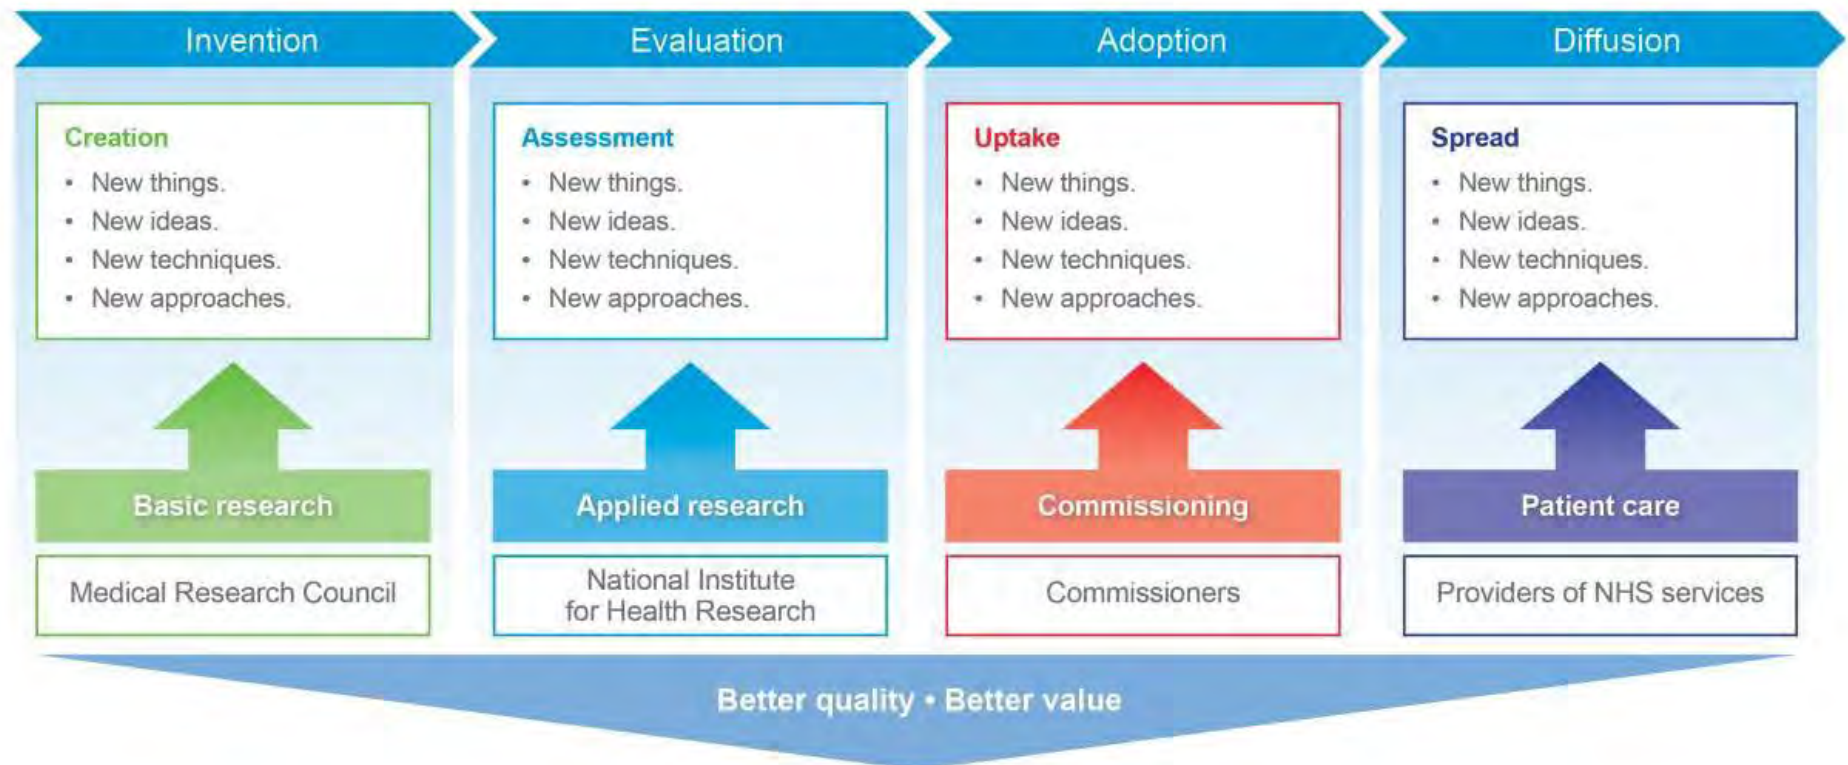 Invention
Evaluation
Adoption
Diffusion
Creation
• New things.
• New ideas.
• New techniques.
• New approaches.
Assessment
• New things.
• New ideas.
• New techniques.
• New approaches.
Uptake
• New things.
• New ideas.
• New techniques.
• New approaches.
Spread
• New things.
• New ideas.
• New techniques.
• New approaches.
Basic research
Applied research
Commissioning
Patient care
Medical Research Council
National Institute
for Health Research
Commissioners
Providers of NHS services
Better quality • Better value